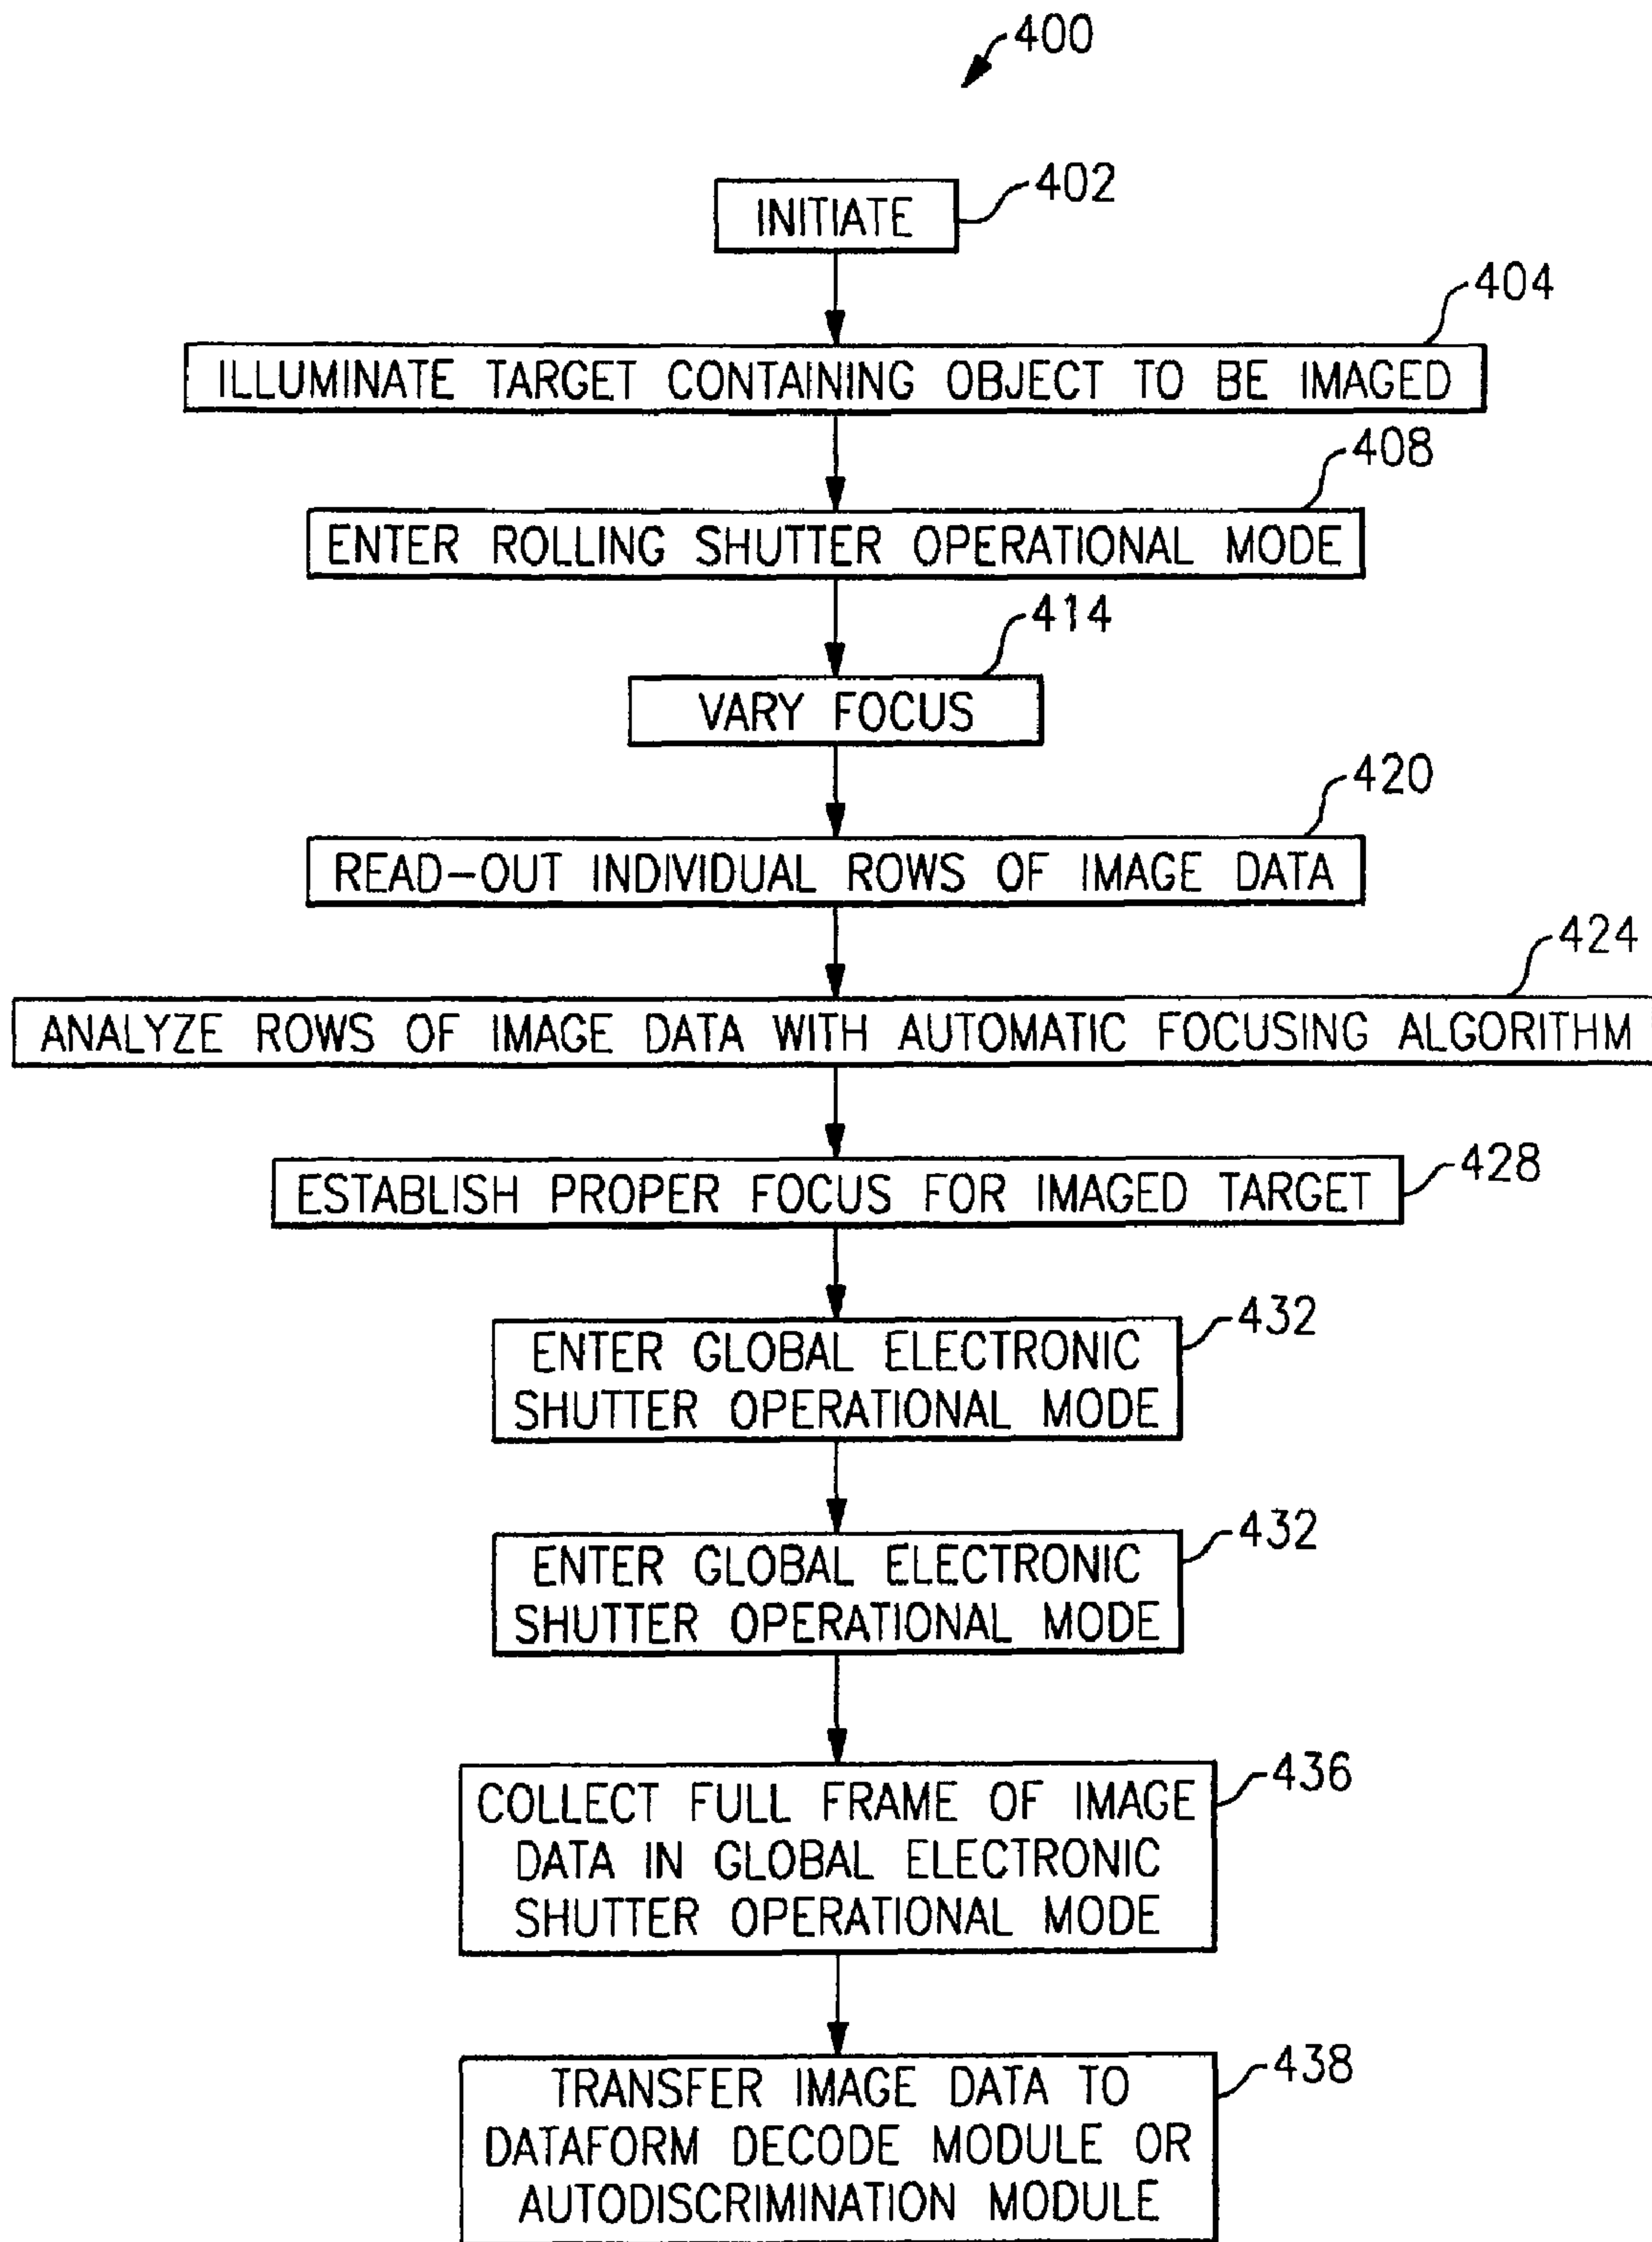 400
INITIATE
402
ILLUMINATE TARGET CONTAINING OBJECT TO BE IMAGED
404
ENTER ROLLING SHUTTER OPERATIONAL MODE
408
VARY FOCUS
414
READ-OUT INDIVIDUAL ROWS OF IMAGE DATA
420
ANALYZE ROWS OF IMAGE DATA WITH AUTOMATIC FOCUSING ALGORITHM
424
ESTABLISH PROPER FOCUS FOR IMAGED TARGET
428
ENTER GLOBAL ELECTRONIC
SHUTTER OPERATIONAL MODE
432
ENTER GLOBAL ELECTRONIC
SHUTTER OPERATIONAL MODE
432
COLLECT FULL FRAME OF IMAGE
DATA IN GLOBAL ELECTRONIC
SHUTTER OPERATIONAL MODE
436
TRANSFER IMAGE DATA TO
DATAFORM DECODE MODULE OR
AUTODISCRIMINATION MODULE
438